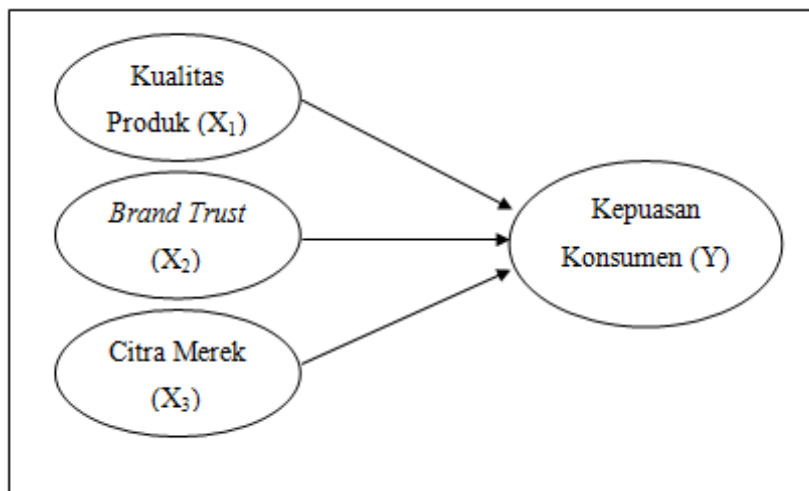 Kualitas
Produk (X₁)
Brand Trust
(X₂)
Kepuasan
Konsumen (Y)
Citra Merek
(X₃)